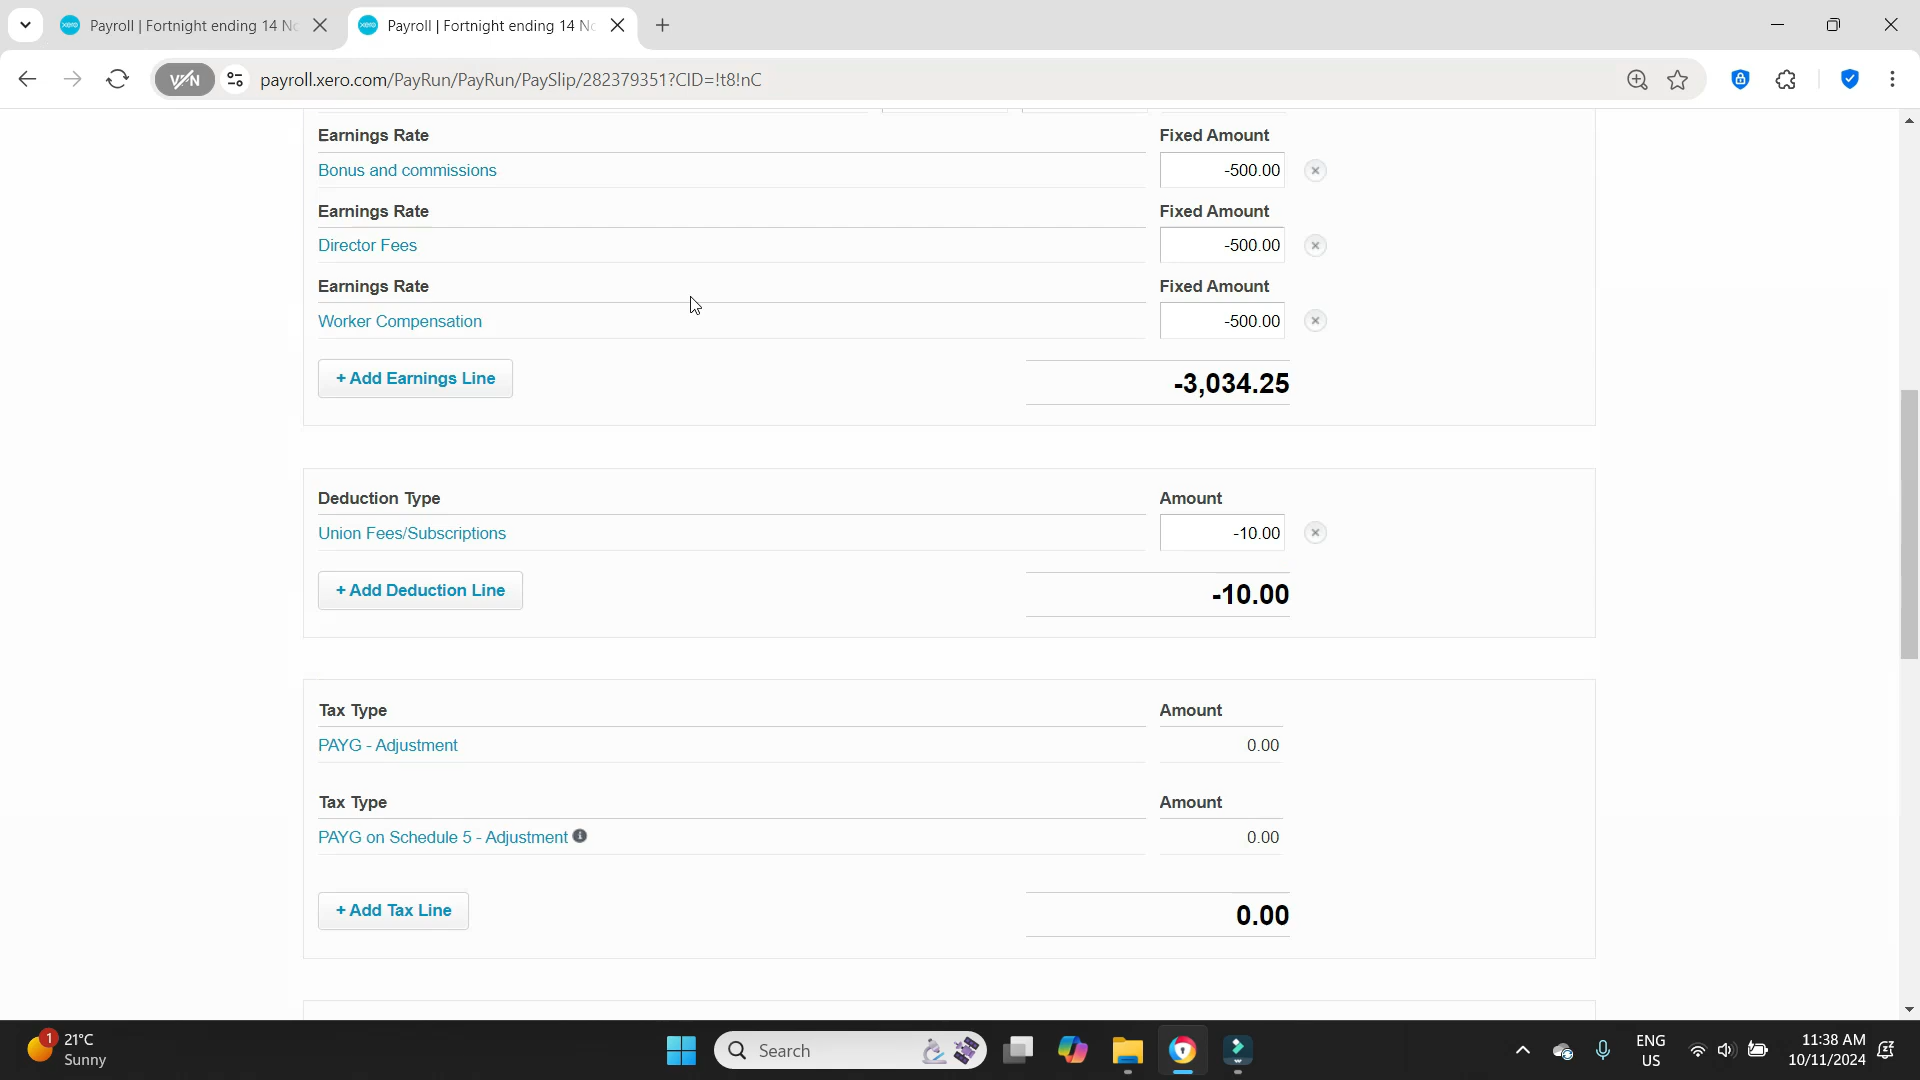 Payroll | Fortnight ending 14 No
Payroll | Fortnight ending 14 No
VPN
payroll.xero.com/PayRun/PayRun/PaySlip/282379351?CID=!t8!nC
Earnings Rate Fixed Amount
Bonus and commissions -500.00
Earnings Rate Fixed Amount
Director Fees -500.00
Earnings Rate Fixed Amount
Worker Compensation -500.00
+ Add Earnings Line -3,034.25
Deduction Type Amount
Union Fees/Subscriptions -10.00
+ Add Deduction Line -10.00
Tax Type Amount
PAYG - Adjustment 0.00
Tax Type Amount
PAYG on Schedule 5 - Adjustment 0.00
+ Add Tax Line 0.00
1 21°C
Sunny
Search
ENG
US
11:38 AM
10/11/2024